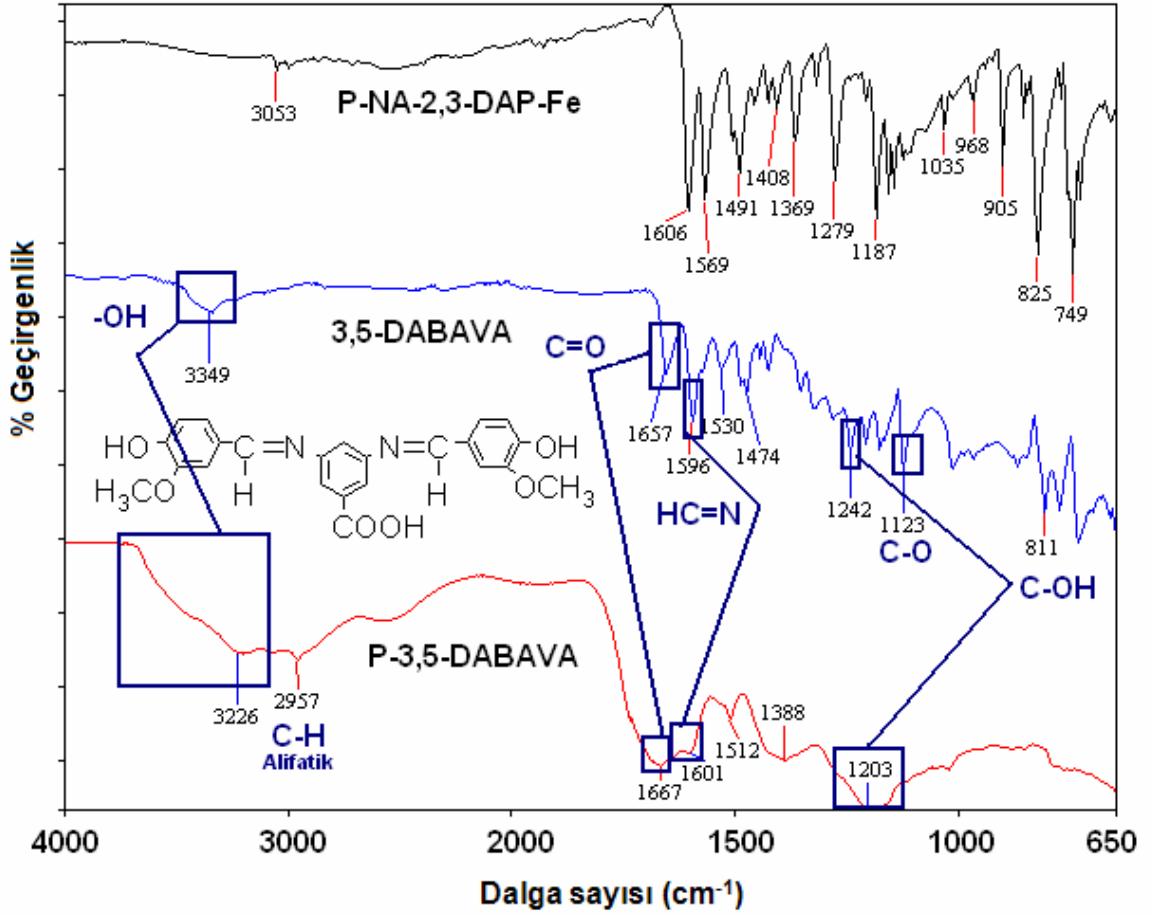 P-NA-2,3-DAP-Fe
3053
1606
1569
1491
1408
1369
1279
1187
1035
968
905
825
749
% Geçirgenlik
-OH
3349
3,5-DABAVA
C=O
1657
1596
1530
1474
HC=N
1242
1123
C-O
C-OH
811
HO
H₃CO
C=N
H
COOH
N=C
H
OH
OCH₃
P-3,5-DABAVA
3226
2957
C-H
Alifatik
1667
1601
1512
1388
1203
4000 3000 2000 1500 1000 650
Dalga sayısı (cm⁻¹)